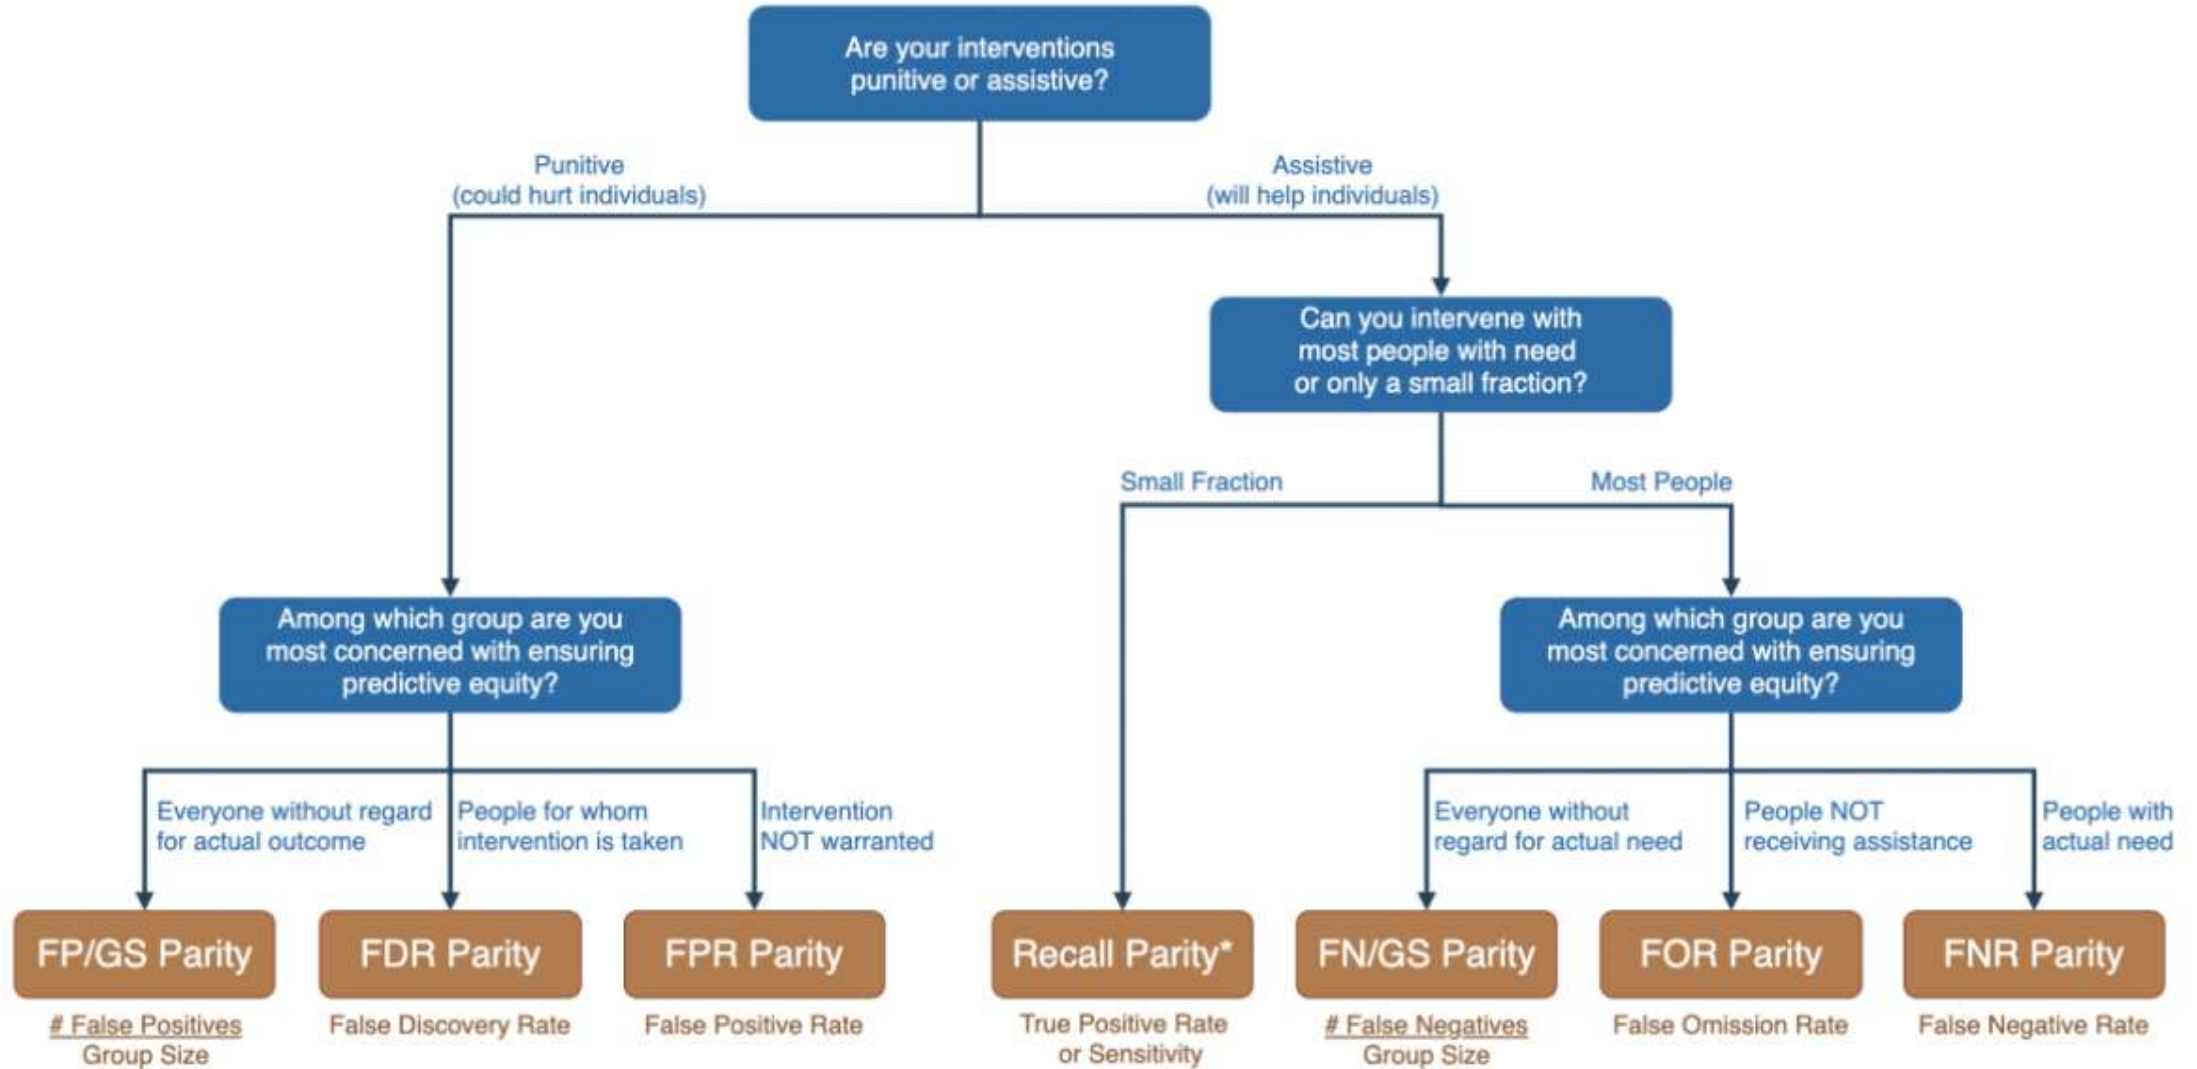 Are your interventions
punitive or assistive?
Punitive
(could hurt individuals)
Assistive
(will help individuals)
Can you intervene with
most people with need
or only a small fraction?
Small Fraction
Most People
Among which group are you
most concerned with ensuring
predictive equity?
Among which group are you
most concerned with ensuring
predictive equity?
Everyone without regard
for actual outcome
People for whom
intervention is taken
Intervention
NOT warranted
Everyone without
regard for actual need
People NOT
receiving assistance
People with
actual need
FP/GS Parity
FDR Parity
FPR Parity
Recall Parity*
FN/GS Parity
FOR Parity
FNR Parity
# False Positives
Group Size
False Discovery Rate
False Positive Rate
True Positive Rate
or Sensitivity
# False Negatives
Group Size
False Omission Rate
False Negative Rate